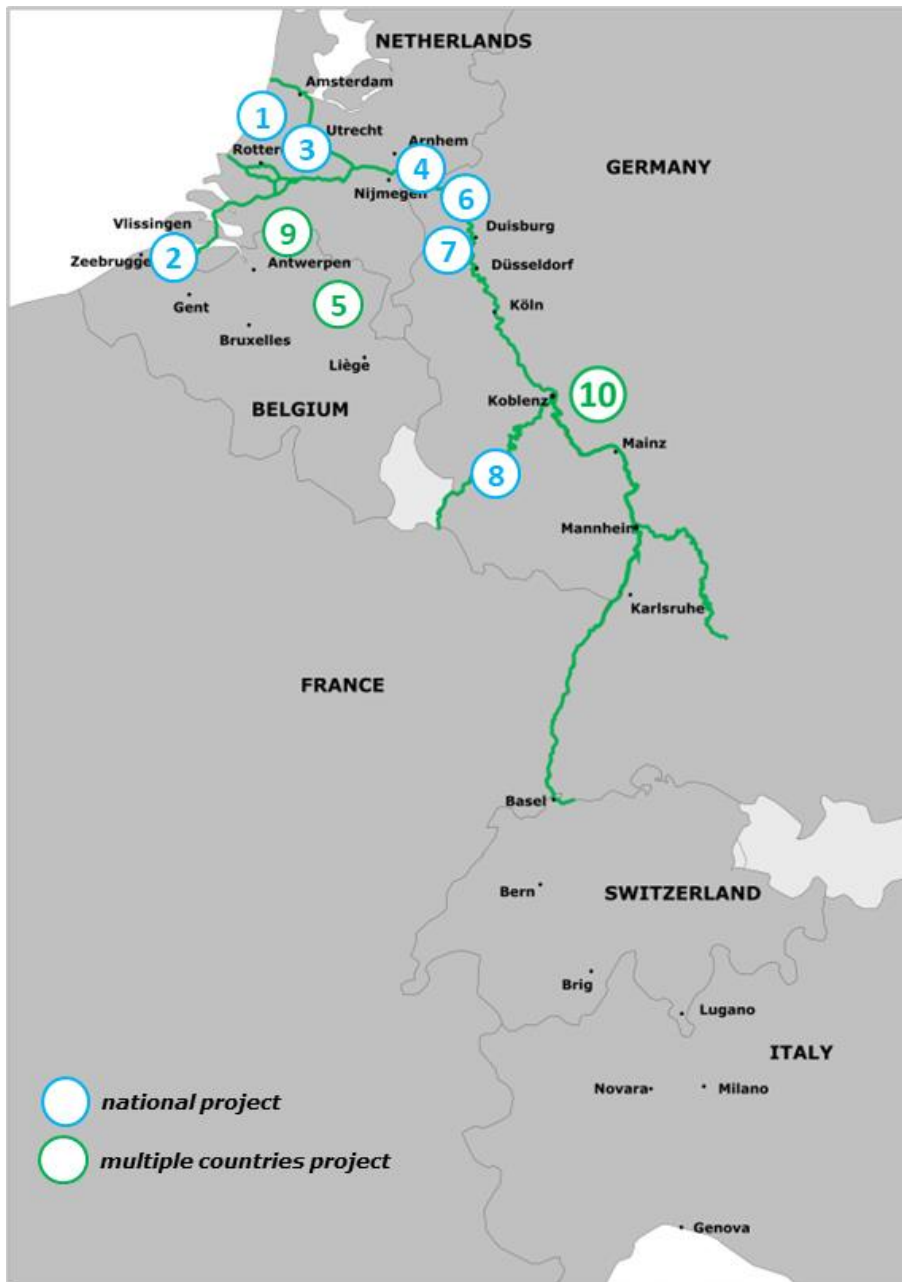 NETHERLANDS
Amsterdam
1
Utrecht
3
Rotter
Arnhem
4
GERMANY
Nijmegen
6
Vlissingen
9
Duisburg
7
Zeebrugge
2
Antwerpen
Düsseldorf
5
Gent
Köln
Bruxelles
Liège
10
Koblenz
BELGIUM
Mainz
8
Mannheim
Karlsruhe
FRANCE
Basel
Bern
SWITZERLAND
Brig
Lugano
ITALY
Novara
Milano
national project
multiple countries project
Genova